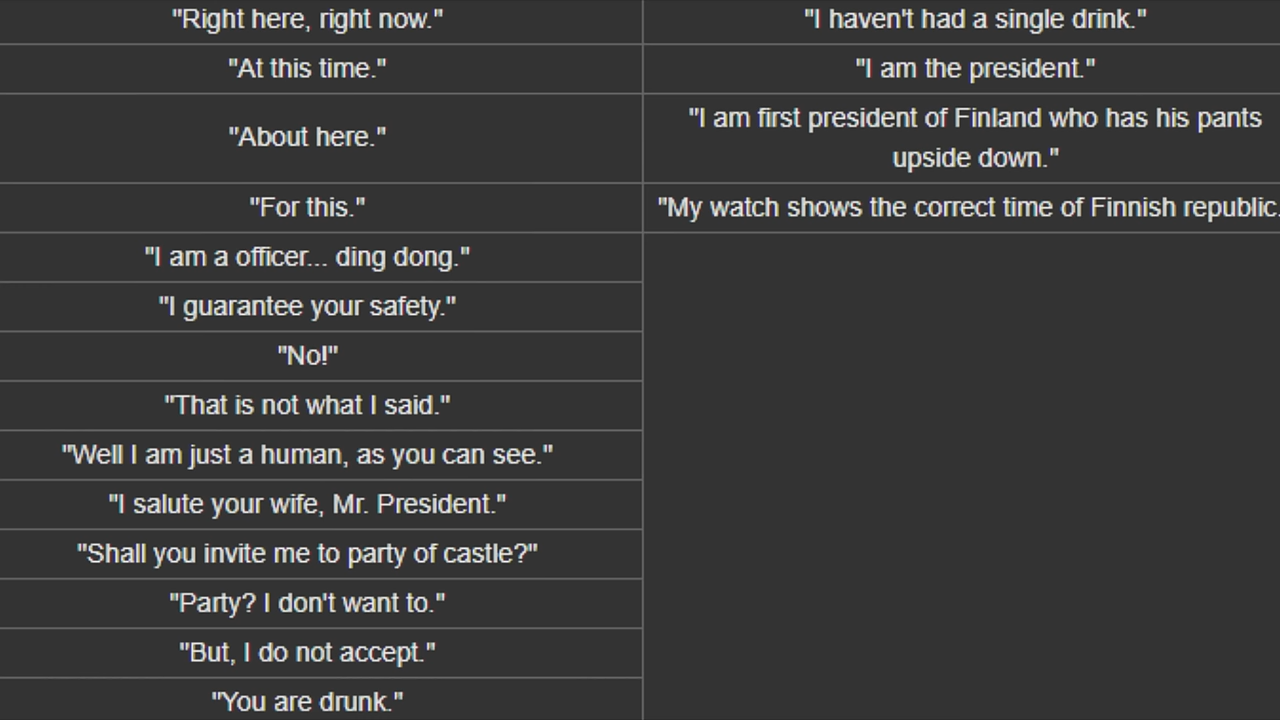 "Right here, right now."
"I haven't had a single drink."
"At this time."
"I am the president."
"About here."
"I am first president of Finland who has his pants
upside down."
"For this."
"My watch shows the correct time of Finnish republic.
"I am a officer... ding dong."
"I guarantee your safety."
"No!"
"That is not what I said."
"Well I am just a human, as you can see."
"I salute your wife, Mr. President."
"Shall you invite me to party of castle?"
"Party? I don't want to."
"But, I do not accept."
"You are drunk."